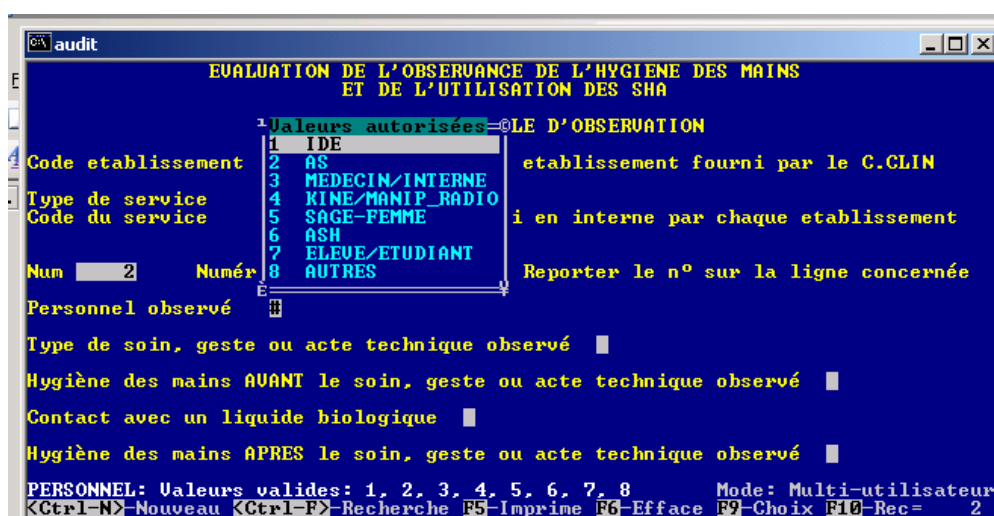 audit
EVALUATION DE L'OBSERVANCE DE L'HYGIENE DES MAINS
ET DE L'UTILISATION DES SHA
Valeurs autorisées
LE D'OBSERVATION
1 IDE
Code etablissement 2 AS etablissement fourni par le C.CLIN
3 MEDECIN/INTERNE
Type de service 4 KINE/MANIP_RADIO
Code du service 5 SAGE-FEMME i en interne par chaque etablissement
6 ASH
7 ELEVE/ETUDIANT
Num 2 Numér 8 AUTRES Reporter le nº sur la ligne concernée
Personnel observé #
Type de soin, geste ou acte technique observé
Hygiène des mains AVANT le soin, geste ou acte technique observé
Contact avec un liquide biologique
Hygiène des mains APRES le soin, geste ou acte technique observé
PERSONNEL: Valeurs valides: 1, 2, 3, 4, 5, 6, 7, 8 Mode: Multi-utilisateur
<Ctrl-N>-Nouveau <Ctrl-F>-Recherche F5-Imprime F6-Efface F9-Choix F10-Rec= 2